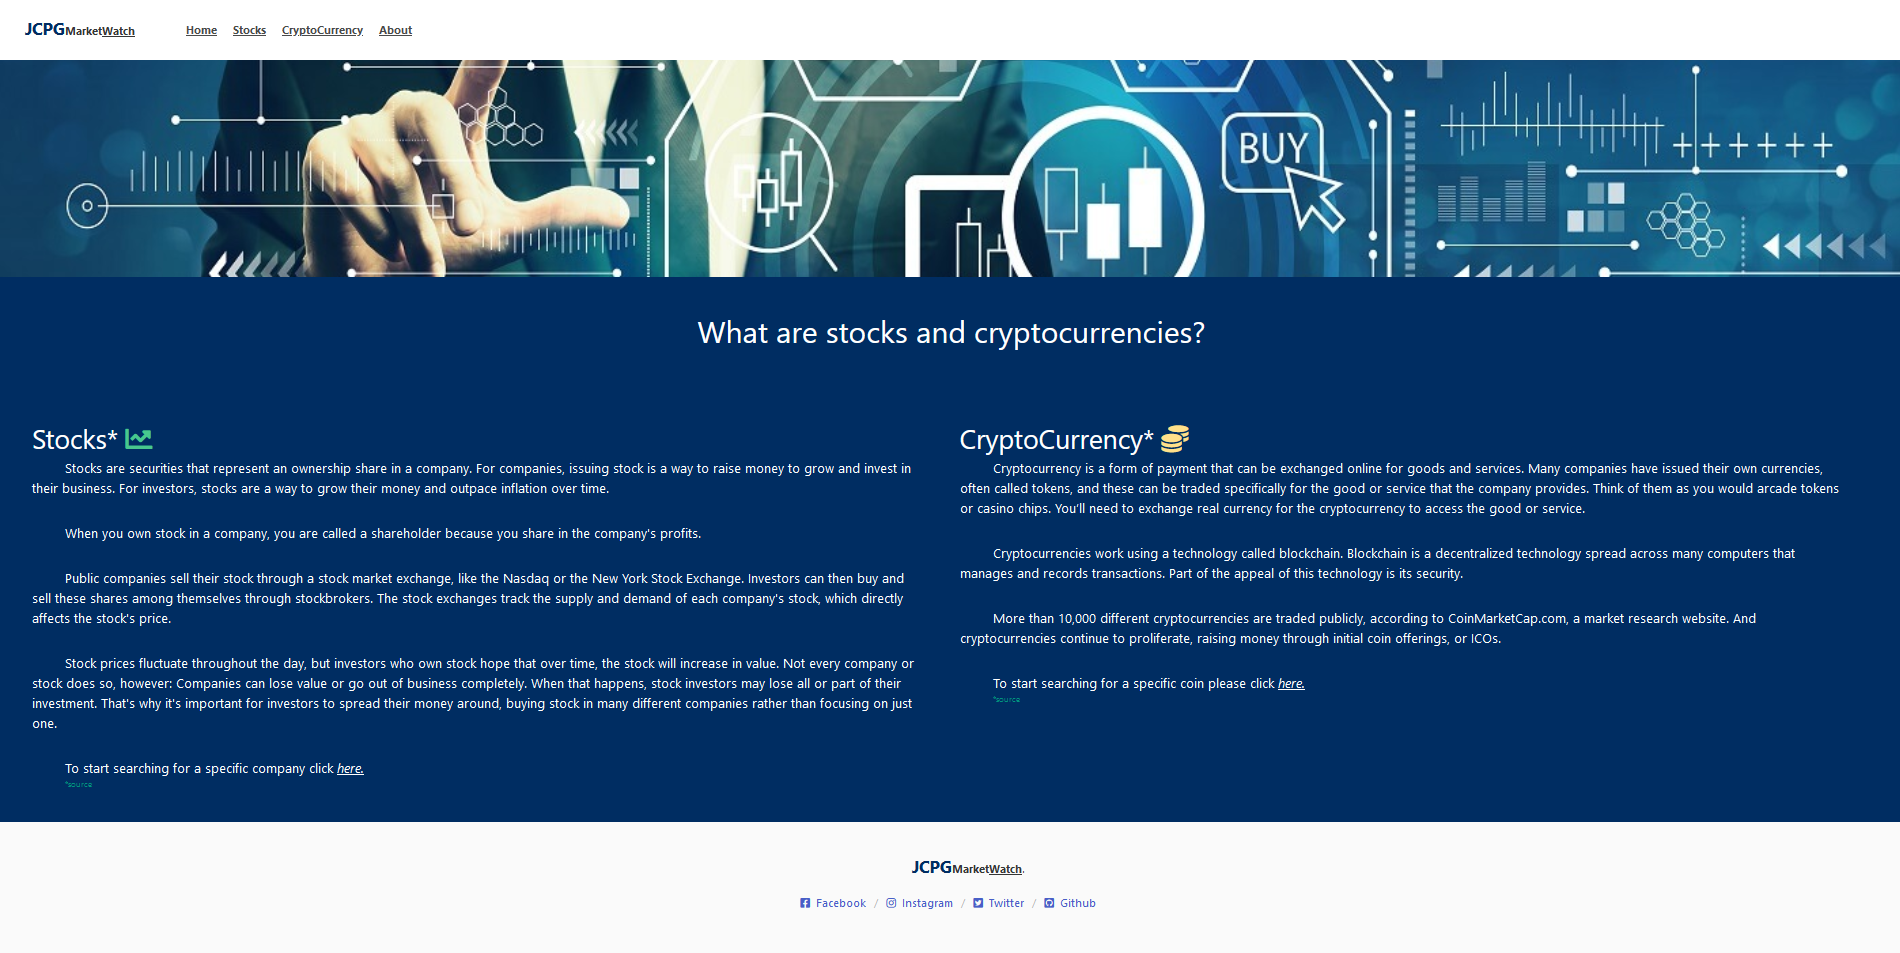 JCPGMarketWatch Home Stocks CryptoCurrency About
BUY
What are stocks and cryptocurrencies?
Stocks*
Stocks are securities that represent an ownership share in a company. For companies, issuing stock is a way to raise money to grow and invest in
their business. For investors, stocks are a way to grow their money and outpace inflation over time.
When you own stock in a company, you are called a shareholder because you share in the company's profits.
Public companies sell their stock through a stock market exchange, like the Nasdaq or the New York Stock Exchange. Investors can then buy and
sell these shares among themselves through stockbrokers. The stock exchanges track the supply and demand of each company's stock, which directly
affects the stock's price.
Stock prices fluctuate throughout the day, but investors who own stock hope that over time, the stock will increase in value. Not every company or
stock does so, however: Companies can lose value or go out of business completely. When that happens, stock investors may lose all or part of their
investment. That's why it's important for investors to spread their money around, buying stock in many different companies rather than focusing on just
one.
To start searching for a specific company click here.
*source
CryptoCurrency*
Cryptocurrency is a form of payment that can be exchanged online for goods and services. Many companies have issued their own currencies,
often called tokens, and these can be traded specifically for the good or service that the company provides. Think of them as you would arcade tokens
or casino chips. You'll need to exchange real currency for the cryptocurrency to access the good or service.
Cryptocurrencies work using a technology called blockchain. Blockchain is a decentralized technology spread across many computers that
manages and records transactions. Part of the appeal of this technology is its security.
More than 10,000 different cryptocurrencies are traded publicly, according to CoinMarketCap.com, a market research website. And
cryptocurrencies continue to proliferate, raising money through initial coin offerings, or ICOs.
To start searching for a specific coin please click here.
*source
JCPGMarketWatch.
Facebook / Instagram / Twitter / Github